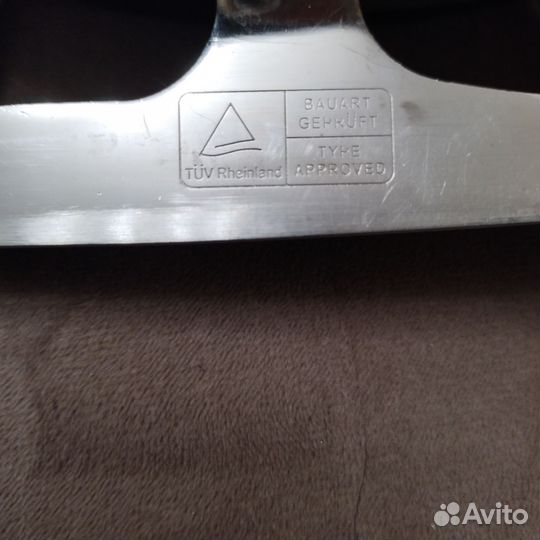 BAUART
GEPRÜFT
TÜV Rheinland
TYPE
APPROVED
Avito